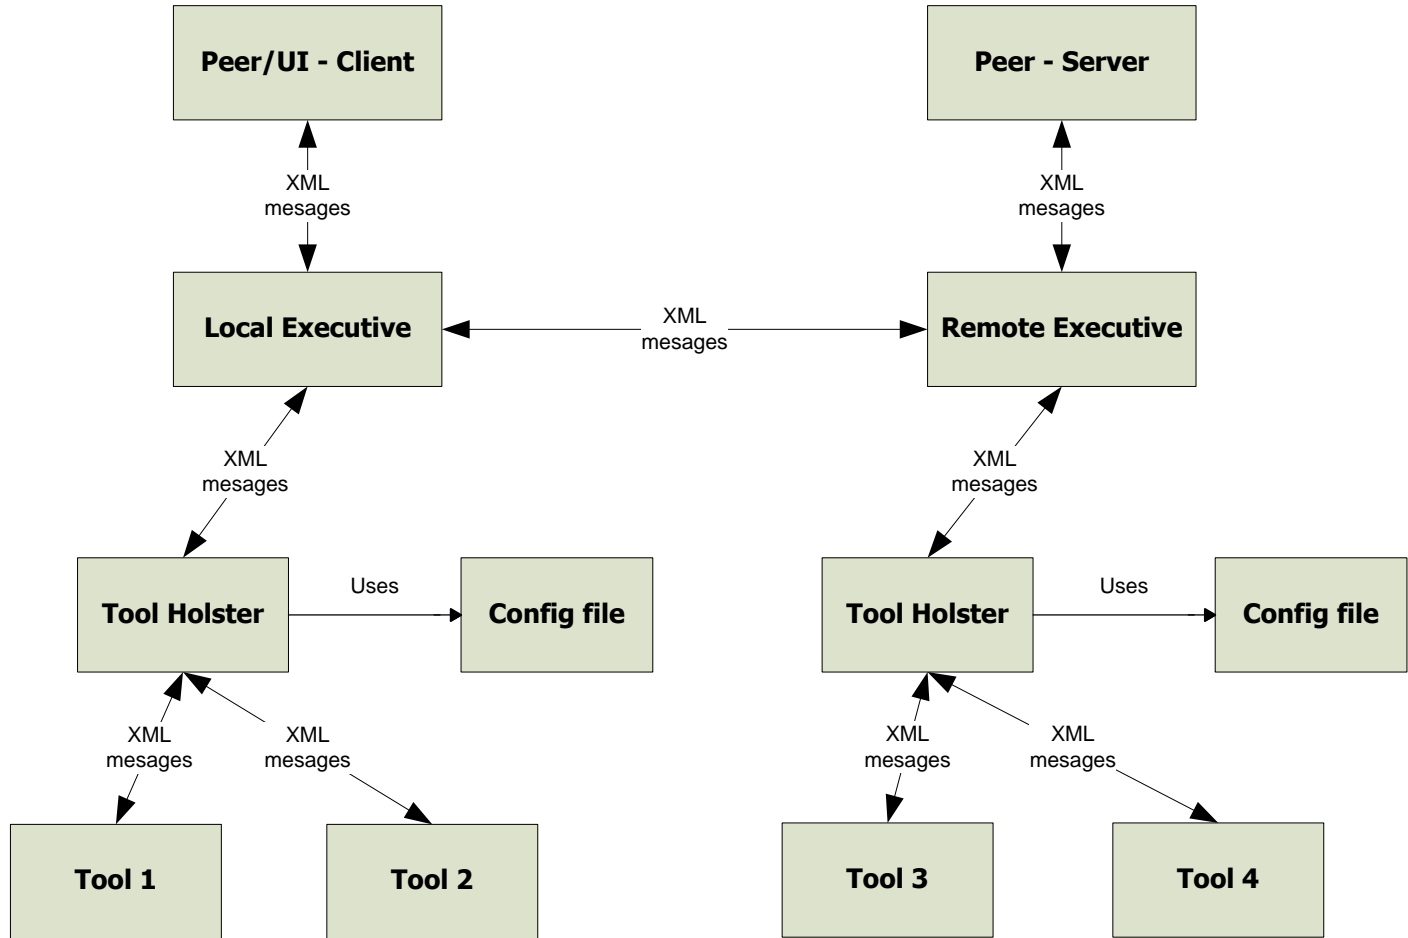 Peer/UI - Client
Peer - Server
XML
mesages
XML
mesages
Local Executive
XML
mesages
Remote Executive
XML
mesages
XML
mesages
Tool Holster
Uses
Config file
Tool Holster
Uses
Config file
XML
mesages
XML
mesages
XML
mesages
XML
mesages
Tool 1
Tool 2
Tool 3
Tool 4